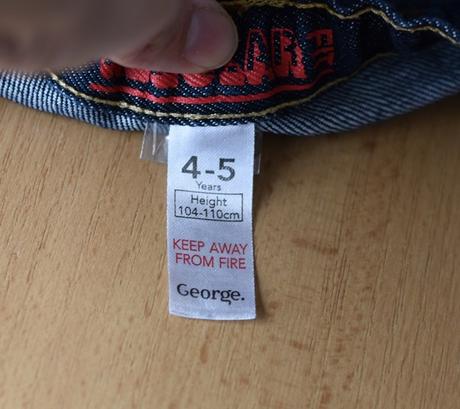 4-5
Years
Height
104-110cm
KEEP AWAY
FROM FIRE
George.